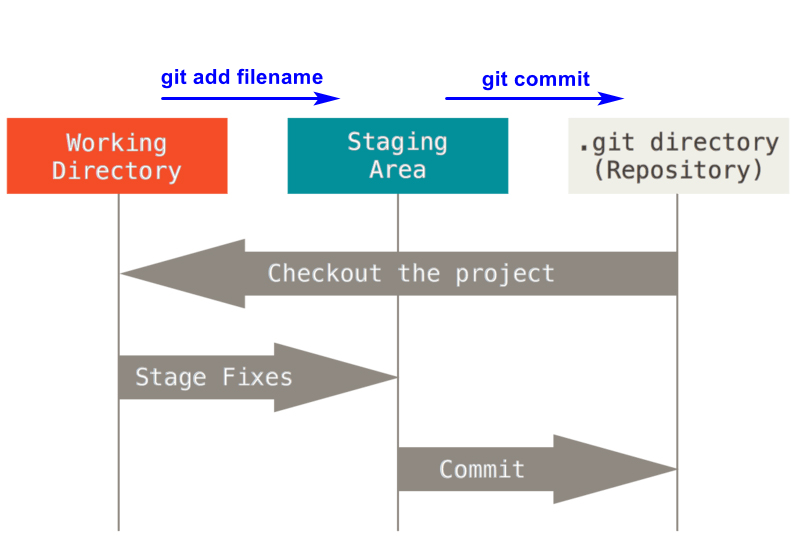 git add filename
git commit
Working
Directory
Staging
Area
.git directory
(Repository)
Checkout the project
Stage Fixes
Commit